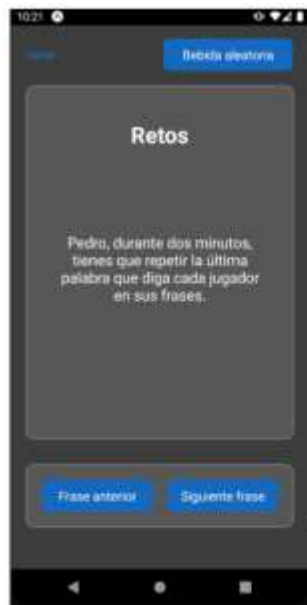 10:21
Bebida aleatoria
Retos
Pedro, durante dos minutos,
tienes que repetir la última
palabra que diga cada jugador
en sus frases.
Frase anterior
Siguiente frase